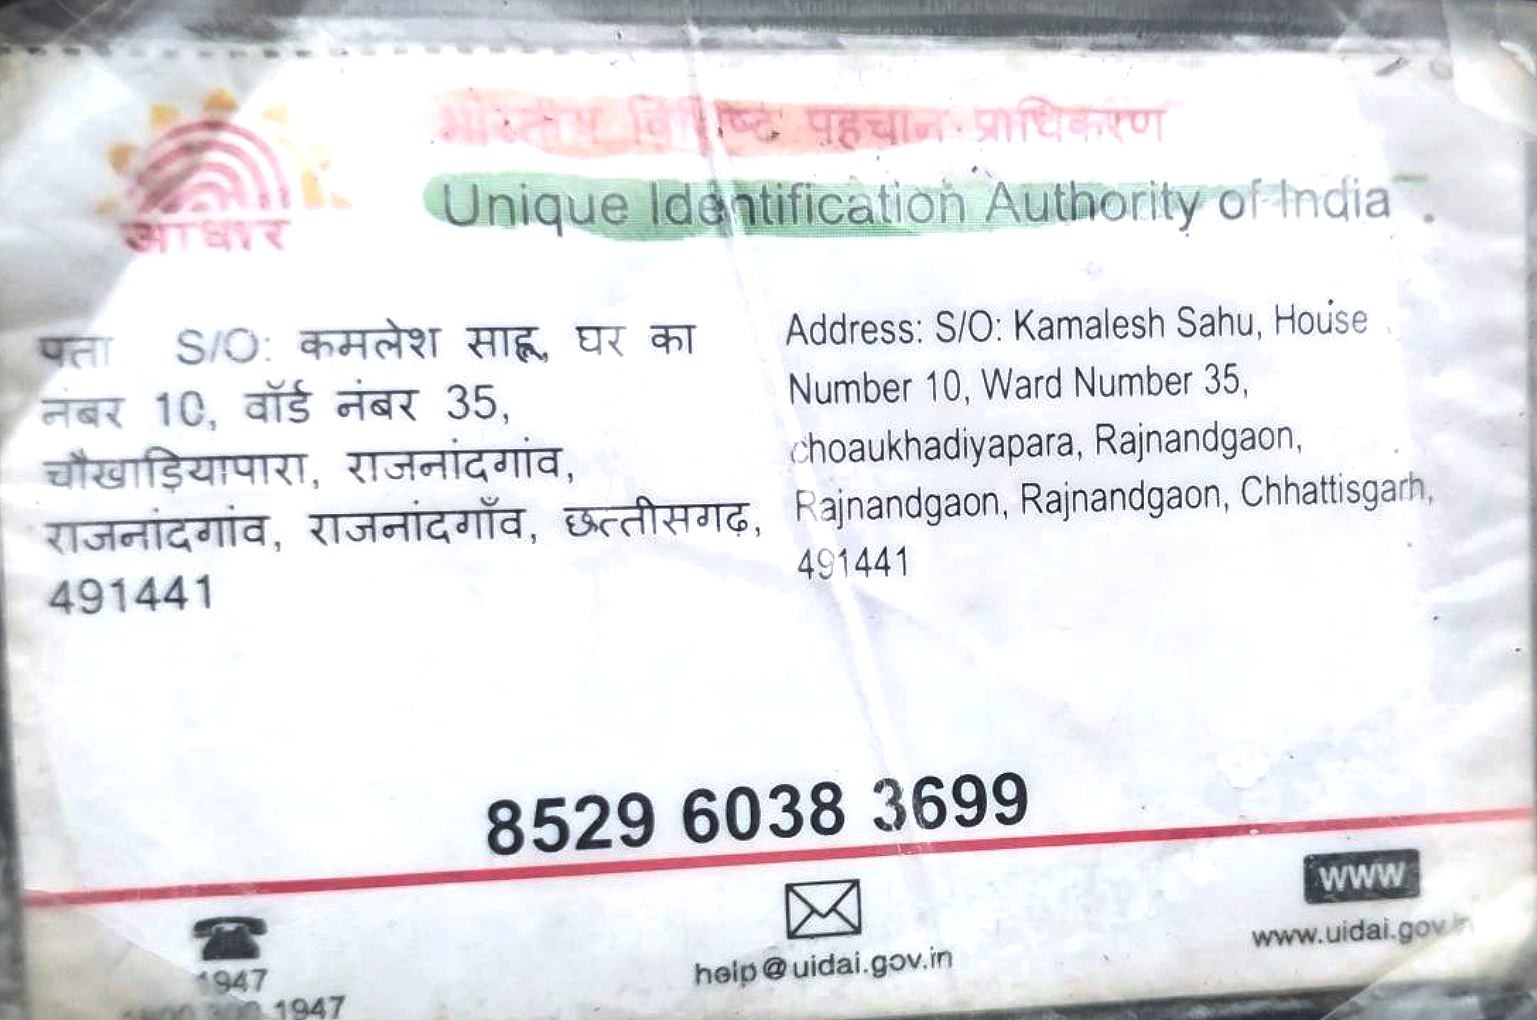 भारतीय विशिष्ट पहचान प्राधिकरण
Unique Identification Authority of India
आधार
पता S/O: कमलेश साहू, घर का
नंबर 10, वॉर्ड नंबर 35,
चौखाड़ियापारा, राजनांदगांव,
राजनांदगांव, राजनांदगाँव, छत्तीसगढ़,
491441
Address: S/O: Kamalesh Sahu, House
Number 10, Ward Number 35,
choaukhadiyapara, Rajnandgaon,
Rajnandgaon, Rajnandgaon, Chhattisgarh,
491441
8529 6038 3699
1947
1947
help@uidai.gov.in
www
www.uidai.gov.in